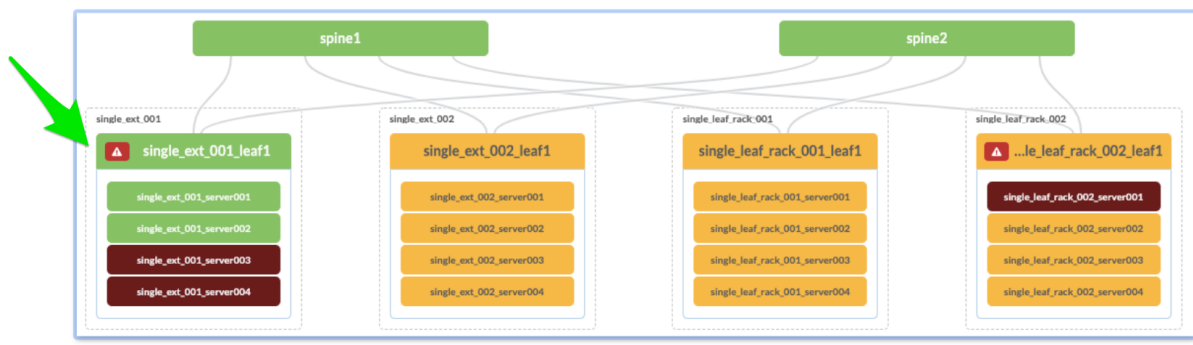 spine1
spine2
single_ext_001
single_ext_002
single_leaf_rack_001
single_leaf_rack_002
single_ext_001_leaf1
single_ext_002_leaf1
single_leaf_rack_001_leaf1
...le_leaf_rack_002_leaf1
single_ext_001_server001
single_ext_002_server001
single_leaf_rack_001_server001
single_leaf_rack_002_server001
single_ext_001_server002
single_ext_002_server002
single_leaf_rack_001_server002
single_leaf_rack_002_server002
single_ext_001_server003
single_ext_002_server003
single_leaf_rack_001_server003
single_leaf_rack_002_server003
single_ext_001_server004
single_ext_002_server004
single_leaf_rack_001_server004
single_leaf_rack_002_server004